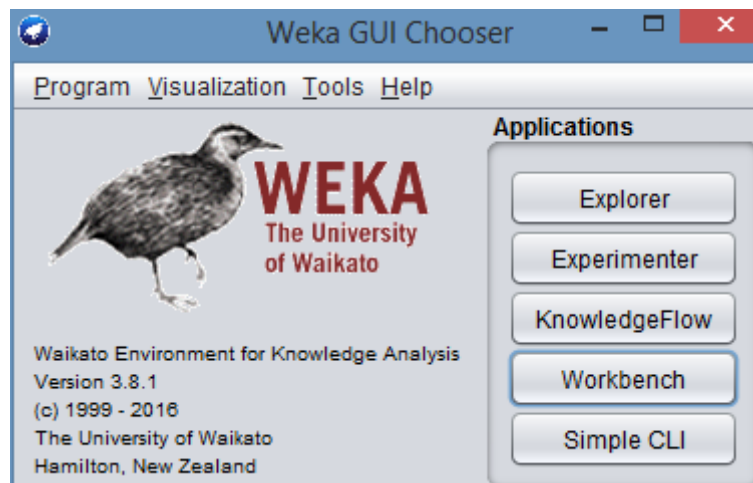 Weka GUI Chooser
Program Visualization Tools Help
WEKA
The University
of Waikato
Waikato Environment for Knowledge Analysis
Version 3.8.1
(c) 1999 - 2016
The University of Waikato
Hamilton, New Zealand
Applications
Explorer
Experimenter
KnowledgeFlow
Workbench
Simple CLI